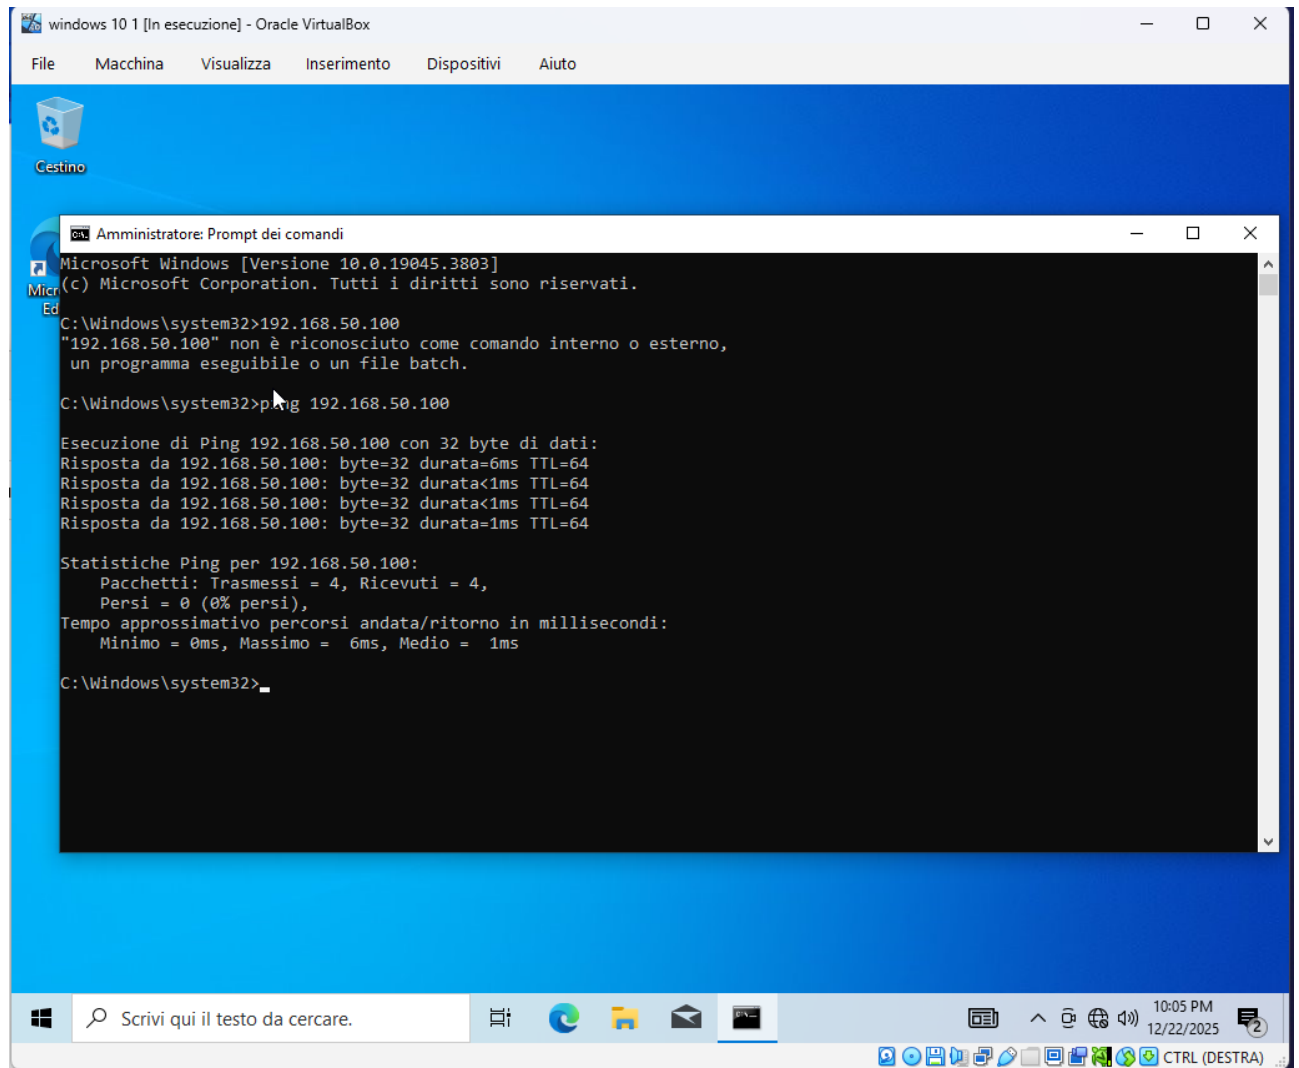 windows 10 1 [In esecuzione] - Oracle VirtualBox
File Macchina Visualizza Inserimento Dispositivi Aiuto
Cestino
Amministratore: Prompt dei comandi
Micr
Ed
Microsoft Windows [Versione 10.0.19045.3803]
(c) Microsoft Corporation. Tutti i diritti sono riservati.
C:\Windows\system32>192.168.50.100
"192.168.50.100" non è riconosciuto come comando interno o esterno,
un programma eseguibile o un file batch.
C:\Windows\system32>ping 192.168.50.100
Esecuzione di Ping 192.168.50.100 con 32 byte di dati:
Risposta da 192.168.50.100: byte=32 durata=6ms TTL=64
Risposta da 192.168.50.100: byte=32 durata<1ms TTL=64
Risposta da 192.168.50.100: byte=32 durata<1ms TTL=64
Risposta da 192.168.50.100: byte=32 durata=1ms TTL=64
Statistiche Ping per 192.168.50.100:
Pacchetti: Trasmessi = 4, Ricevuti = 4,
Persi = 0 (0% persi),
Tempo approssimativo percorsi andata/ritorno in millisecondi:
Minimo = 0ms, Massimo =  6ms, Medio =  1ms
C:\Windows\system32>
Scrivi qui il testo da cercare.
10:05 PM
12/22/2025
2
CTRL (DESTRA)